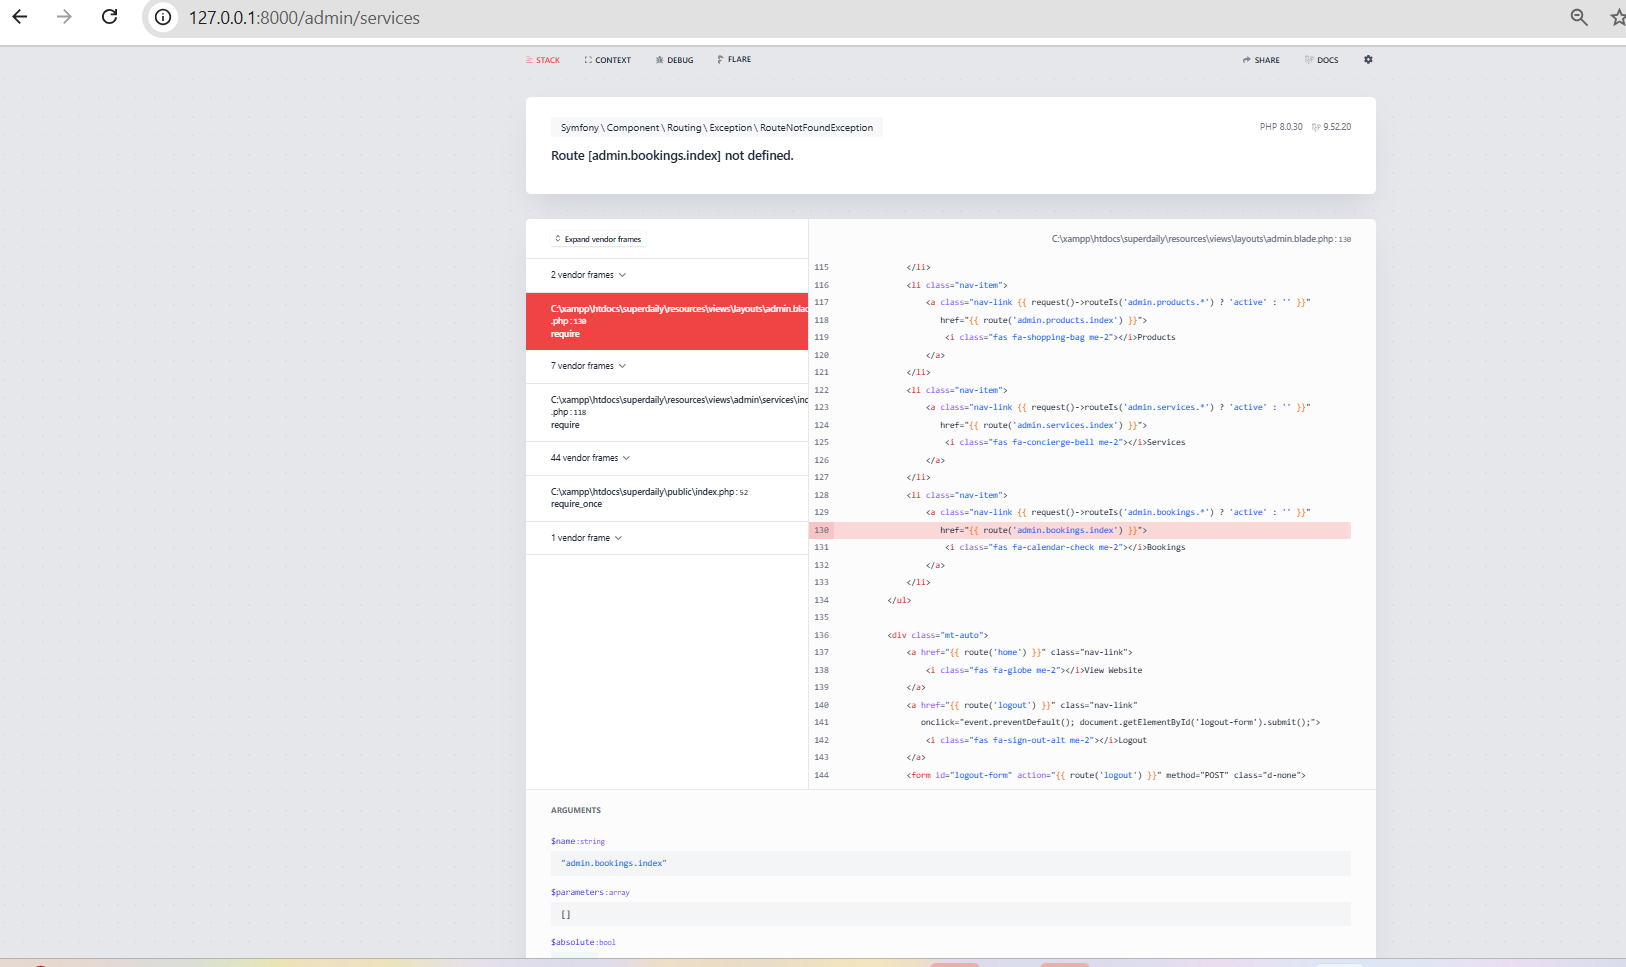 127.0.0.1:8000/admin/services
STACK CONTEXT DEBUG FLARE SHARE DOCS
Symfony\Component\Routing\Exception\RouteNotFoundException
PHP 8.0.30 9.52.20
Route [admin.bookings.index] not defined.
Expand vendor frames
2 vendor frames
C:\xampp\htdocs\superdaily\resources\views\layouts\admin.blad
.php:130
require
7 vendor frames
C:\xampp\htdocs\superdaily\resources\views\admin\services\ind
.php:118
require
44 vendor frames
C:\xampp\htdocs\superdaily\public\index.php:52
require_once
1 vendor frame
C:\xampp\htdocs\superdaily\resources\views\layouts\admin.blade.php:130
115 </li>
116 <li class="nav-item">
117 <a class="nav-link {{ request()->routeIs('admin.products.*') ? 'active' : '' }}"
118 href="{{ route('admin.products.index') }}">
119 <i class="fas fa-shopping-bag me-2"></i>Products
120 </a>
121 </li>
122 <li class="nav-item">
123 <a class="nav-link {{ request()->routeIs('admin.services.*') ? 'active' : '' }}"
124 href="{{ route('admin.services.index') }}">
125 <i class="fas fa-concierge-bell me-2"></i>Services
126 </a>
127 </li>
128 <li class="nav-item">
129 <a class="nav-link {{ request()->routeIs('admin.bookings.*') ? 'active' : '' }}"
130 href="{{ route('admin.bookings.index') }}">
131 <i class="fas fa-calendar-check me-2"></i>Bookings
132 </a>
133 </li>
134 </ul>
135
136 <div class="mt-auto">
137 <a href="{{ route('home') }}" class="nav-link">
138 <i class="fas fa-globe me-2"></i>View Website
139 </a>
140 <a href="{{ route('logout') }}" class="nav-link"
141 onclick="event.preventDefault(); document.getElementById('logout-form').submit();">
142 <i class="fas fa-sign-out-alt me-2"></i>Logout
143 </a>
144 <form id="logout-form" action="{{ route('logout') }}" method="POST" class="d-none">
ARGUMENTS
$name:string
"admin.bookings.index"
$parameters:array
[]
$absolute:bool